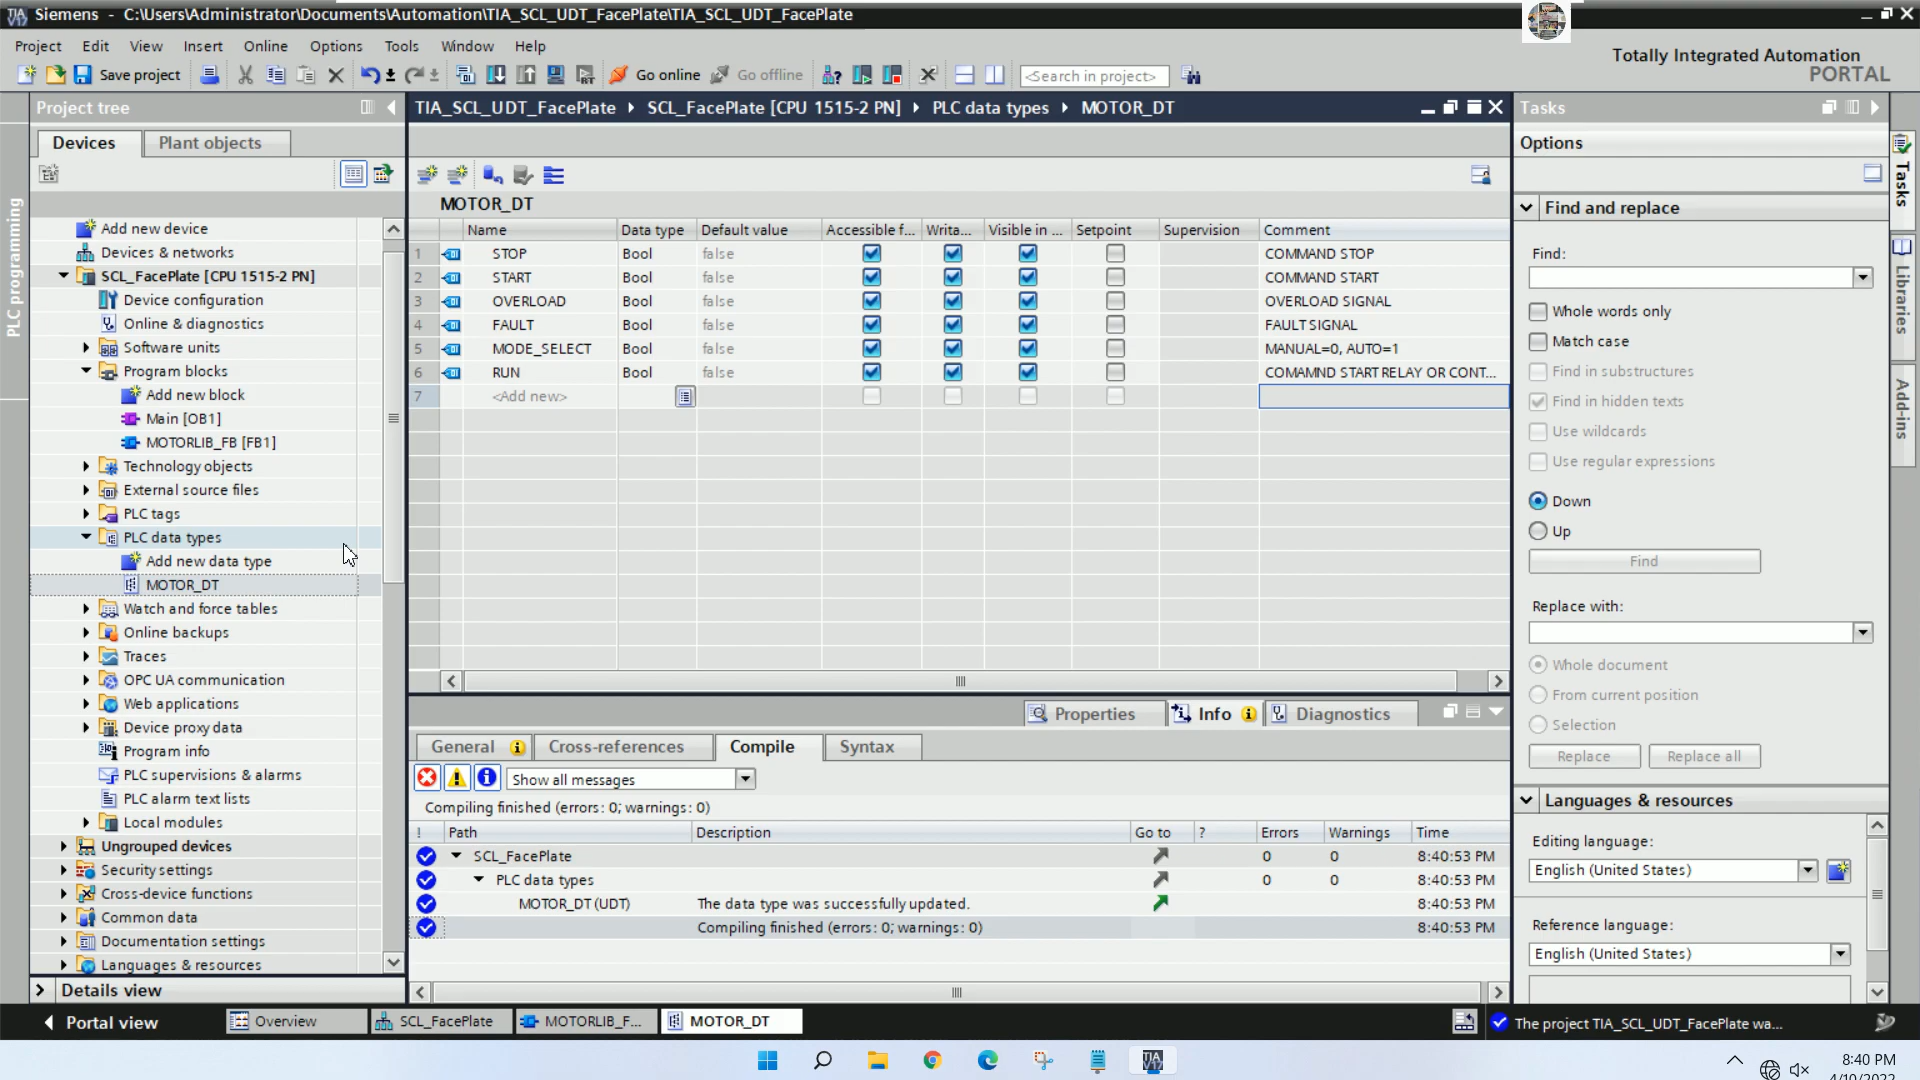 Siemens - C:\Users\Administrator\Documents\Automation\TIA_SCL_UDT_FacePlate\TIA_SCL_UDT_FacePlate
Project Edit View Insert Online Options Tools Window Help
Totally Integrated Automation
PORTAL
Save project
Go online
Go offline
<Search in project>
Project tree
TIA_SCL_UDT_FacePlate SCL_FacePlate [CPU 1515-2 PN] PLC data types MOTOR_DT
Tasks
Devices
Plant objects
Options
PLC programming
Add new device
Devices & networks
SCL_FacePlate [CPU 1515-2 PN]
Device configuration
Online & diagnostics
Software units
Program blocks
Add new block
Main [OB1]
MOTORLIB_FB [FB1]
Technology objects
External source files
PLC tags
PLC data types
Add new data type
MOTOR_DT
Watch and force tables
Online backups
Traces
OPC UA communication
Web applications
Device proxy data
Program info
PLC supervisions & alarms
PLC alarm text lists
Local modules
Ungrouped devices
Security settings
Cross-device functions
Common data
Documentation settings
Languages & resources
Details view
MOTOR_DT
Name Data type Default value Accessible f... Writa... Visible in ... Setpoint Supervision Comment
1 STOP Bool false COMMAND STOP
2 START Bool false COMMAND START
3 OVERLOAD Bool false OVERLOAD SIGNAL
4 FAULT Bool false FAULT SIGNAL
5 MODE_SELECT Bool false MANUAL=0, AUTO=1
6 RUN Bool false COMAMND START RELAY OR CONT...
7 <Add new>
Properties
Info
Diagnostics
General
Cross-references
Compile
Syntax
Show all messages
Compiling finished (errors: 0; warnings: 0)
! Path Description Go to ? Errors Warnings Time
SCL_FacePlate 0 0 8:40:53 PM
PLC data types 0 0 8:40:53 PM
MOTOR_DT (UDT) The data type was successfully updated. 8:40:53 PM
Compiling finished (errors: 0; warnings: 0) 8:40:53 PM
Find and replace
Find:
Whole words only
Match case
Find in substructures
Find in hidden texts
Use wildcards
Use regular expressions
Down
Up
Find
Replace with:
Whole document
From current position
Selection
Replace
Replace all
Languages & resources
Editing language:
English (United States)
Reference language:
English (United States)
Tasks
Libraries
Add-ins
Portal view
Overview
SCL_FacePlate
MOTORLIB_F...
MOTOR_DT
The project TIA_SCL_UDT_FacePlate wa...
8:40 PM
4/10/2022